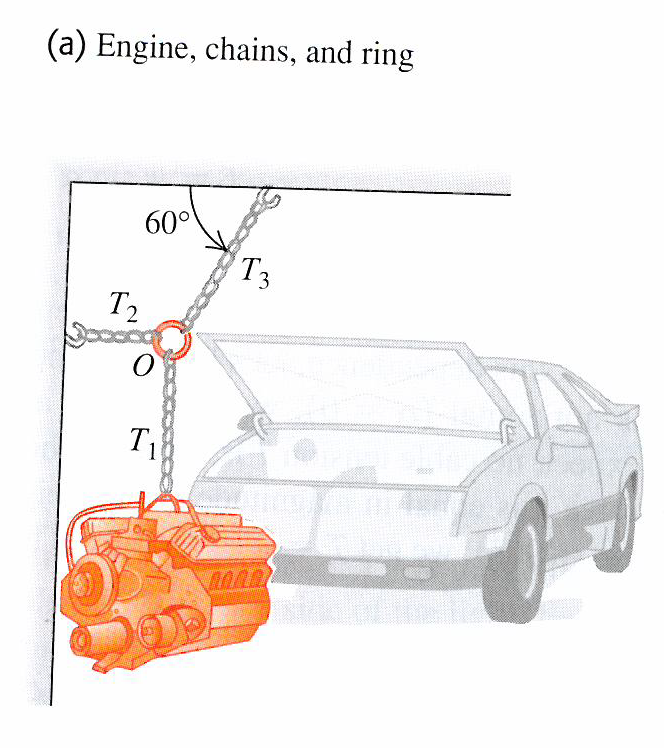 (a) Engine, chains, and ring
60°
T3
T2
O
T1